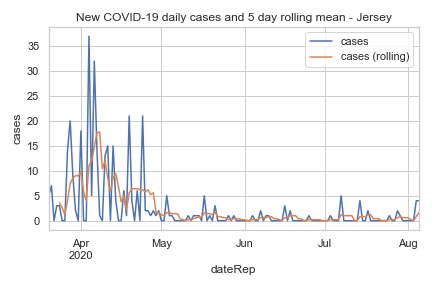 New COVID-19 daily cases and 5 day rolling mean - Jersey
cases
cases (rolling)
cases
35
30
25
20
15
10
5
0
Apr
2020
May
Jun
Jul
Aug
dateRep